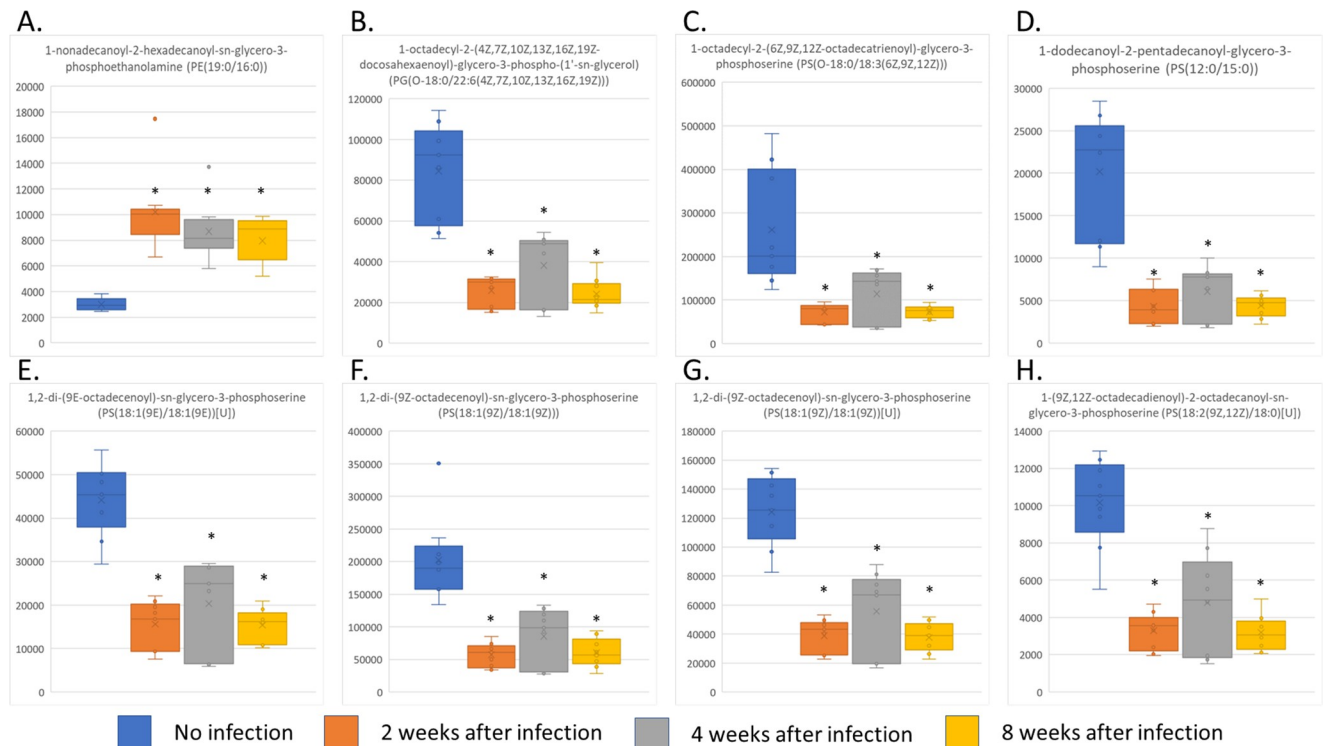 A.
1-nonadecanoyl-2-hexadecanoyl-sn-glycero-3-
phosphoethanolamine (PE(19:0/16:0))
20000
18000
16000
14000
12000
10000
8000
6000
4000
2000
0
* * *
B.
1-octadecyl-2-(4Z,7Z,10Z,13Z,16Z,19Z-
docosahexaenoyl)-glycero-3-phospho-(1'-sn-glycerol)
(PG(O-18:0/22:6(4Z,7Z,10Z,13Z,16Z,19Z)))
120000
100000
80000
60000
40000
20000
0
* * *
C.
1-octadecyl-2-(6Z,9Z,12Z-octadecatrienoyl)-glycero-3-
phosphoserine (PS(O-18:0/18:3(6Z,9Z,12Z)))
600000
500000
400000
300000
200000
100000
0
* * *
D.
1-dodecanoyl-2-pentadecanoyl-glycero-3-
phosphoserine (PS(12:0/15:0))
30000
25000
20000
15000
10000
5000
0
* * *
E.
1,2-di-(9E-octadecenoyl)-sn-glycero-3-phosphoserine
(PS(18:1(9E)/18:1(9E))[U])
60000
50000
40000
30000
20000
10000
0
* * *
F.
1,2-di-(9Z-octadecenoyl)-sn-glycero-3-phosphoserine
(PS(18:1(9Z)/18:1(9Z)))
400000
350000
300000
250000
200000
150000
100000
50000
0
* * *
G.
1,2-di-(9Z-octadecenoyl)-sn-glycero-3-phosphoserine
(PS(18:1(9Z)/18:1(9Z))[U])
180000
160000
140000
120000
100000
80000
60000
40000
20000
0
* * *
H.
1-(9Z,12Z-octadecadienoyl)-2-octadecanoyl-sn-
glycero-3-phosphoserine (PS(18:2(9Z,12Z)/18:0)[U])
14000
12000
10000
8000
6000
4000
2000
0
* * *
No infection
2 weeks after infection
4 weeks after infection
8 weeks after infection